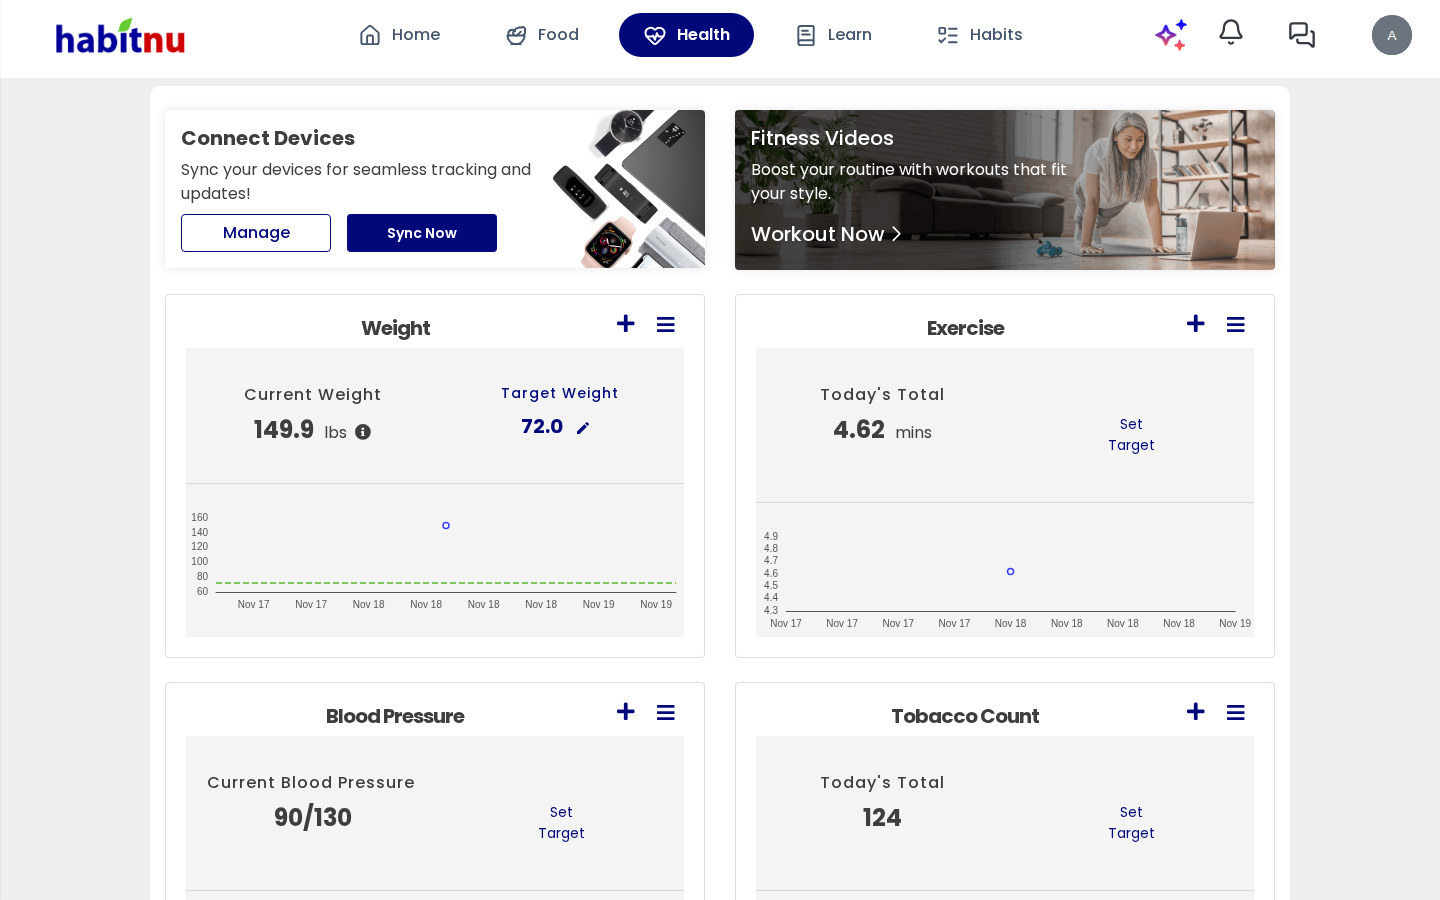 habitnu
Home
Food
Health
Learn
Habits
A
Connect Devices
Sync your devices for seamless tracking and
updates!
Manage
Sync Now
Fitness Videos
Boost your routine with workouts that fit
your style.
Workout Now
Weight
Current Weight
149.9 lbs
Target Weight
72.0
160
140
120
100
80
60
Nov 17 Nov 17 Nov 18 Nov 18 Nov 18 Nov 18 Nov 19 Nov 19
Exercise
Today's Total
4.62 mins
Set
Target
4.9
4.8
4.7
4.6
4.5
4.4
4.3
Nov 17 Nov 17 Nov 17 Nov 17 Nov 18 Nov 18 Nov 18 Nov 18 Nov 19
Blood Pressure
Current Blood Pressure
90/130
Set
Target
Tobacco Count
Today's Total
124
Set
Target